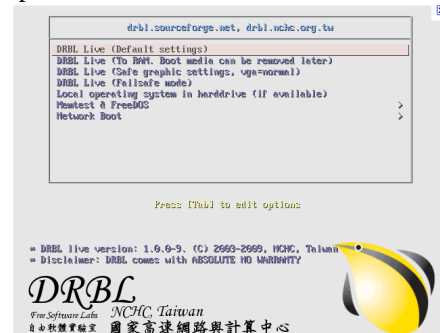 drbl.sourceforge.net, drbl.nchc.org.tw
DRBL Live (Default settings)
DRBL Live (To RAM. Boot media can be removed later)
DRBL Live (Safe graphic settings, vga=normal)
DRBL Live (Failsafe mode)
Local operating system in harddrive (if available)
Memtest & FreeDOS >
Network Boot >
Press [Tab] to edit options
* DRBL live version: 1.0.0-9. (C) 2003-2009, NCHC, Taiwan
* Disclaimer: DRBL comes with ABSOLUTE NO WARRANTY
DRBL
Free Software Labs NCHC, Taiwan
自由軟體實驗室 國家高速網路與計算中心